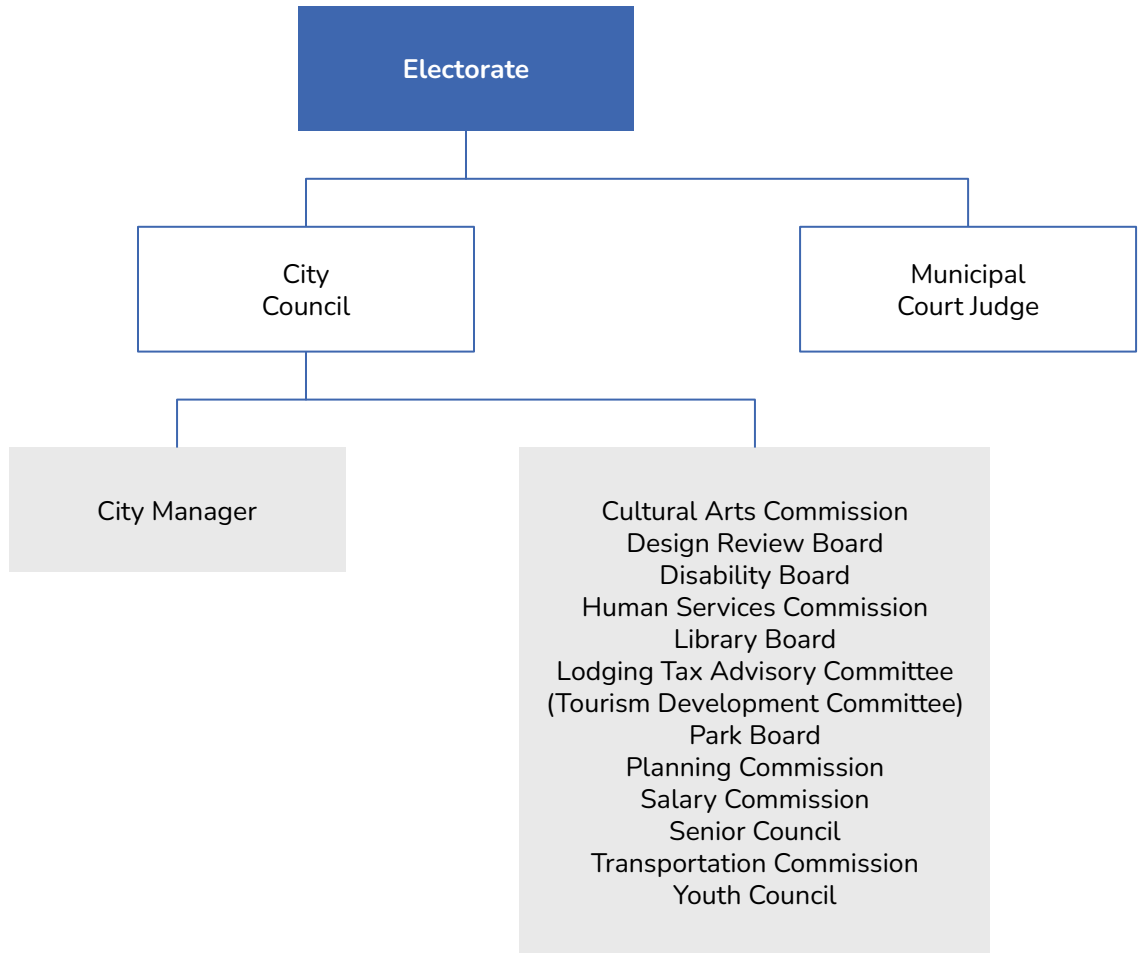 Electorate
City
Council
Municipal
Court Judge
City Manager
Cultural Arts Commission
Design Review Board
Disability Board
Human Services Commission
Library Board
Lodging Tax Advisory Committee
(Tourism Development Committee)
Park Board
Planning Commission
Salary Commission
Senior Council
Transportation Commission
Youth Council